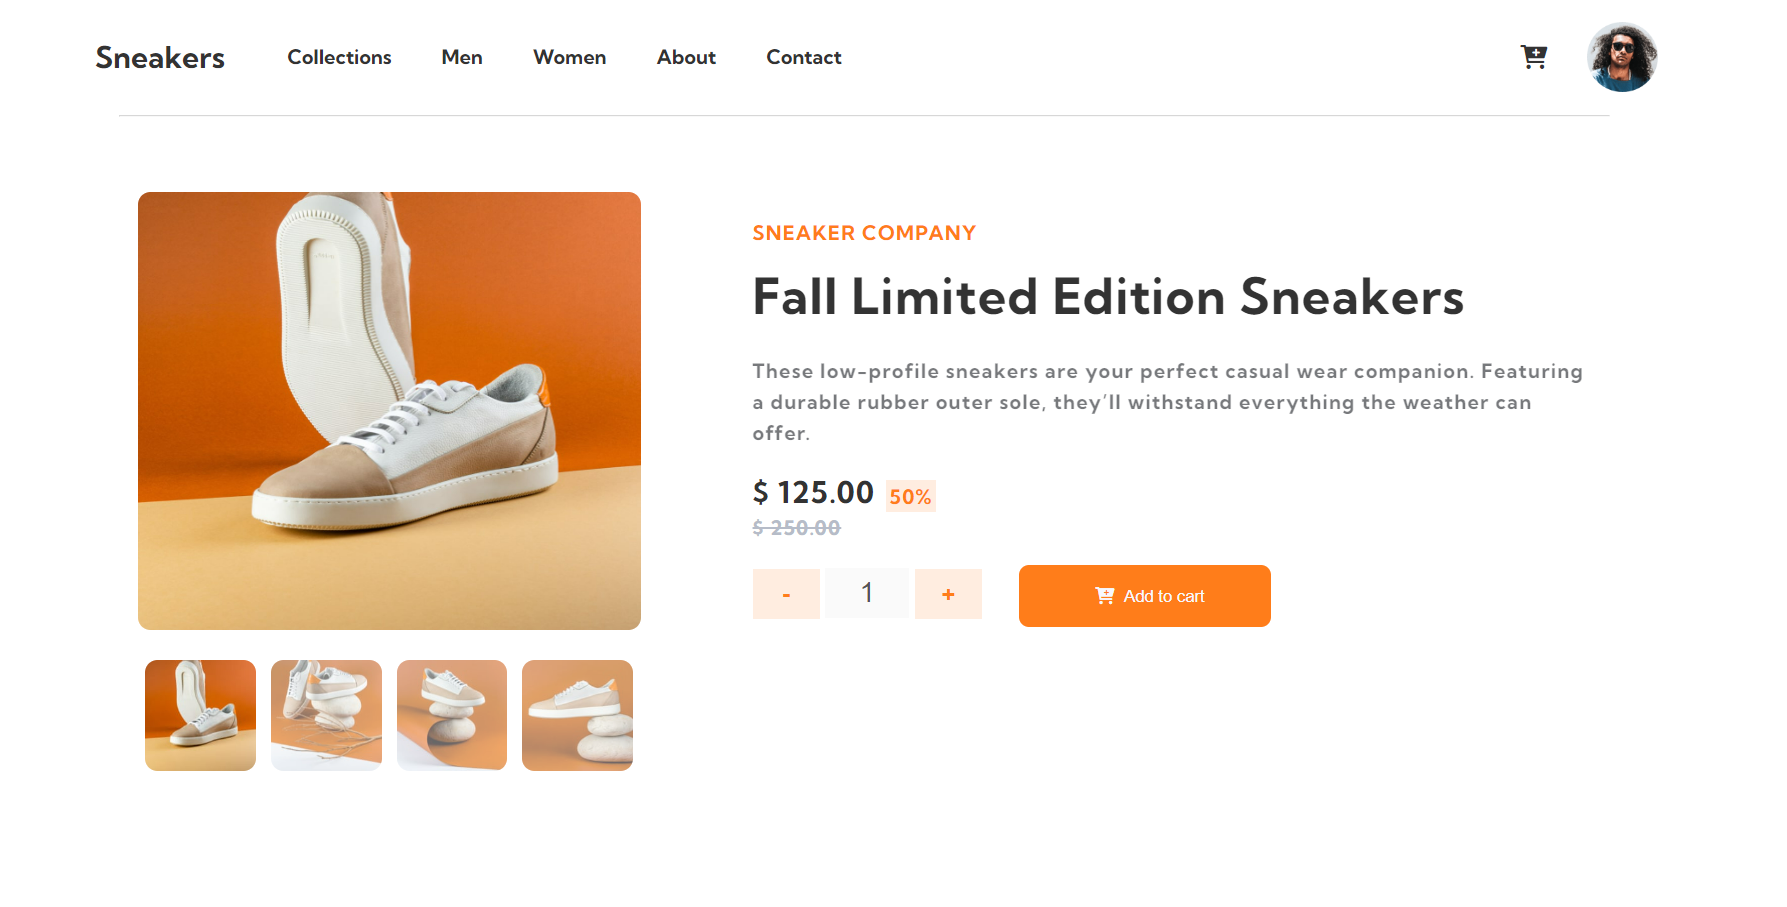 Sneakers
Collections
Men
Women
About
Contact
SNEAKER COMPANY
Fall Limited Edition Sneakers
These low-profile sneakers are your perfect casual wear companion. Featuring
a durable rubber outer sole, they’ll withstand everything the weather can
offer.
$ 125.00 50%
$ 250.00
- 1 +
Add to cart